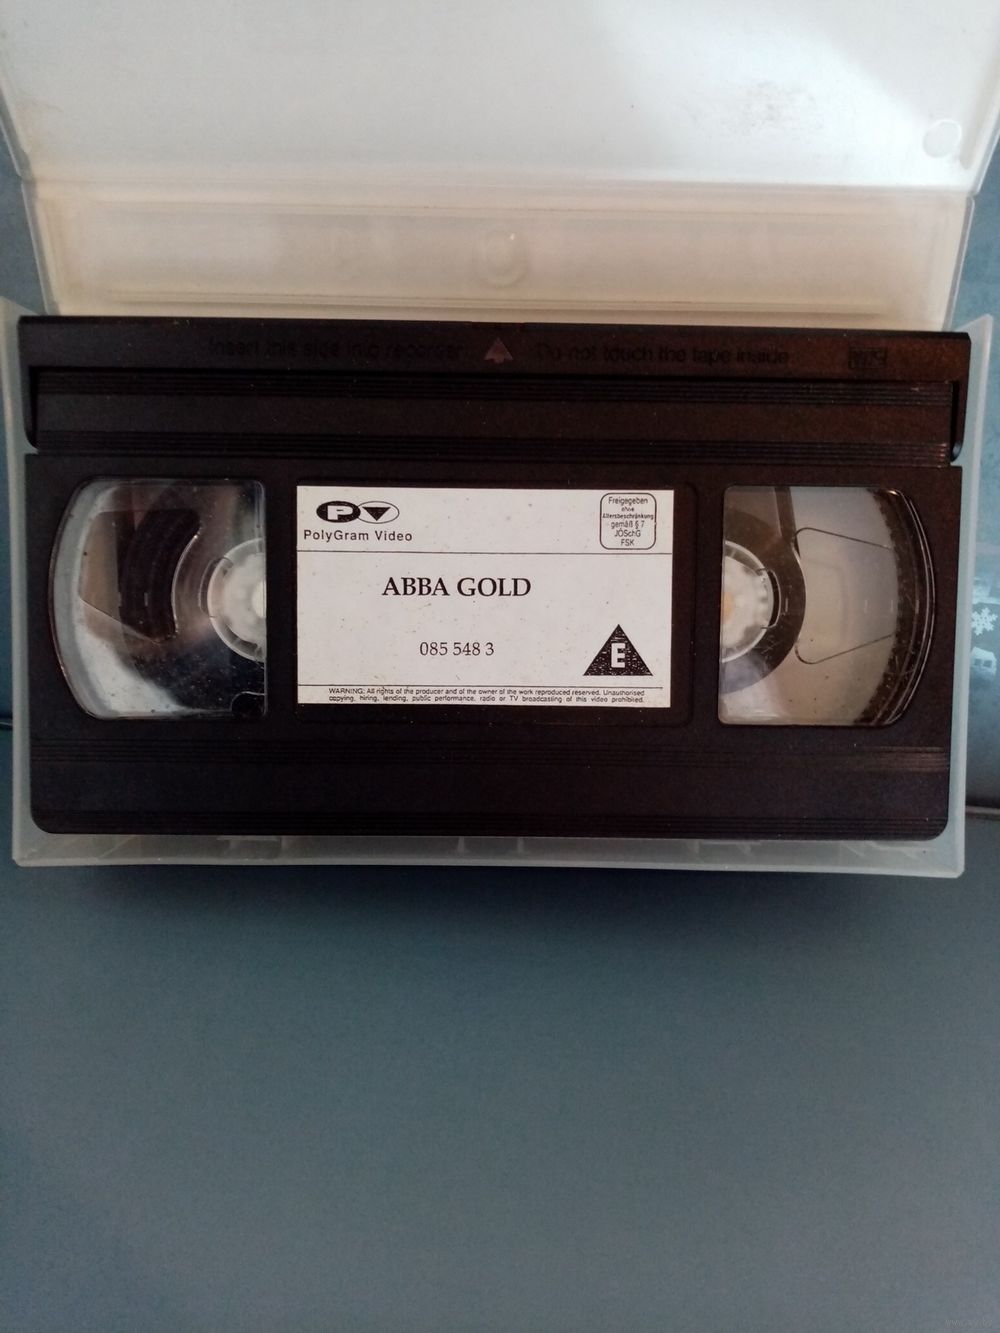 Insert this side into recorder. Do not touch the tape inside. VHS
P
PolyGram Video
Freigegeben
ohne
Altersbeschränkung
gemäß § 7
JÖSchG
FSK
ABBA GOLD
085 548 3
E
WARNING: All rights of the producer and of the owner of the work reproduced reserved. Unauthorised
copying, hiring, lending, public performance, radio or TV broadcasting of this video prohibited.